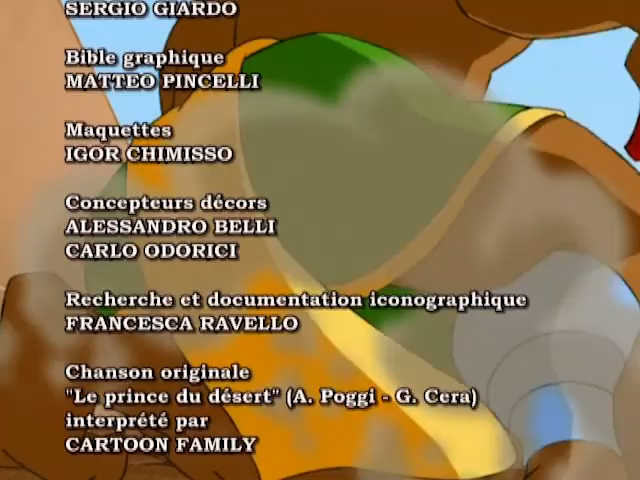 SERGIO GIARDO
Bible graphique
MATTEO PINCELLI
Maquettes
IGOR CHIMISSO
Concepteurs décors
ALESSANDRO BELLI
CARLO ODORICI
Recherche et documentation iconographique
FRANCESCA RAVELLO
Chanson originale
"Le prince du désert" (A. Poggi - G. Cera)
interprété par
CARTOON FAMILY